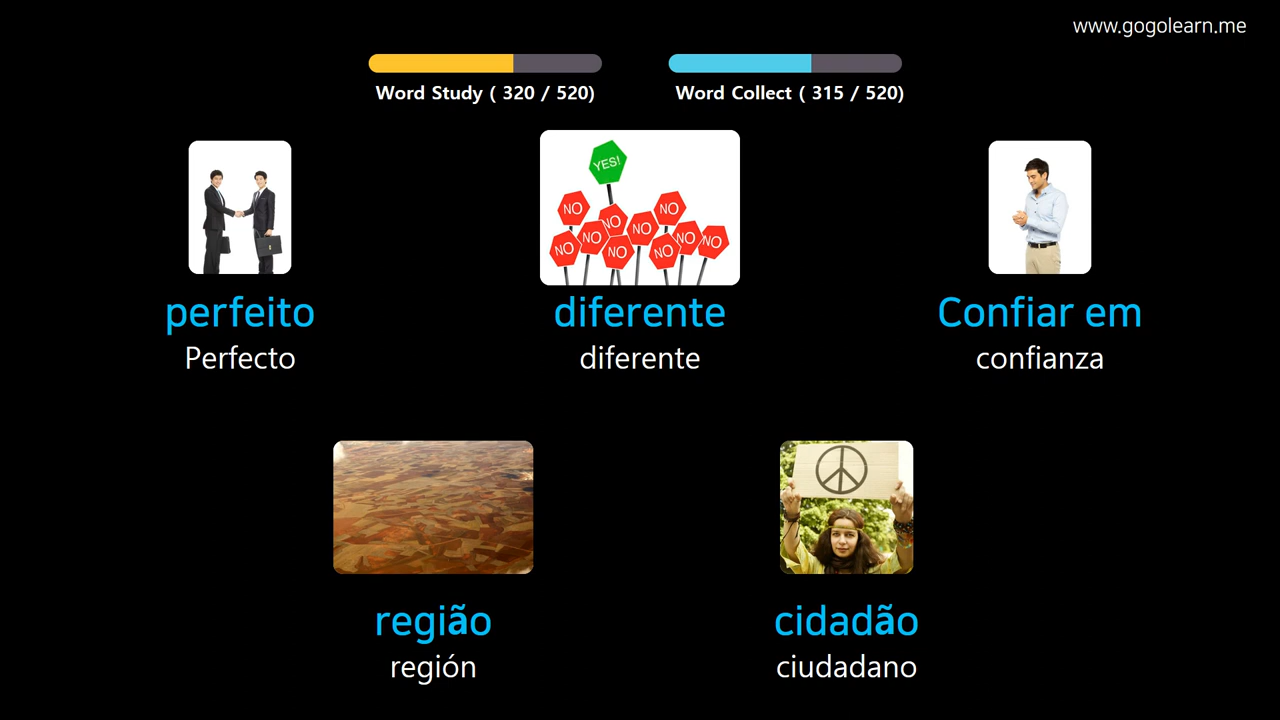 www.gogolearn.me
Word Study ( 320 / 520)
Word Collect ( 315 / 520)
YES!
NO
NO
NO
NO
NO
NO
NO
NO
NO
NO
perfeito
diferente
Confiar em
Perfecto
diferente
confianza
região
cidadão
región
ciudadano